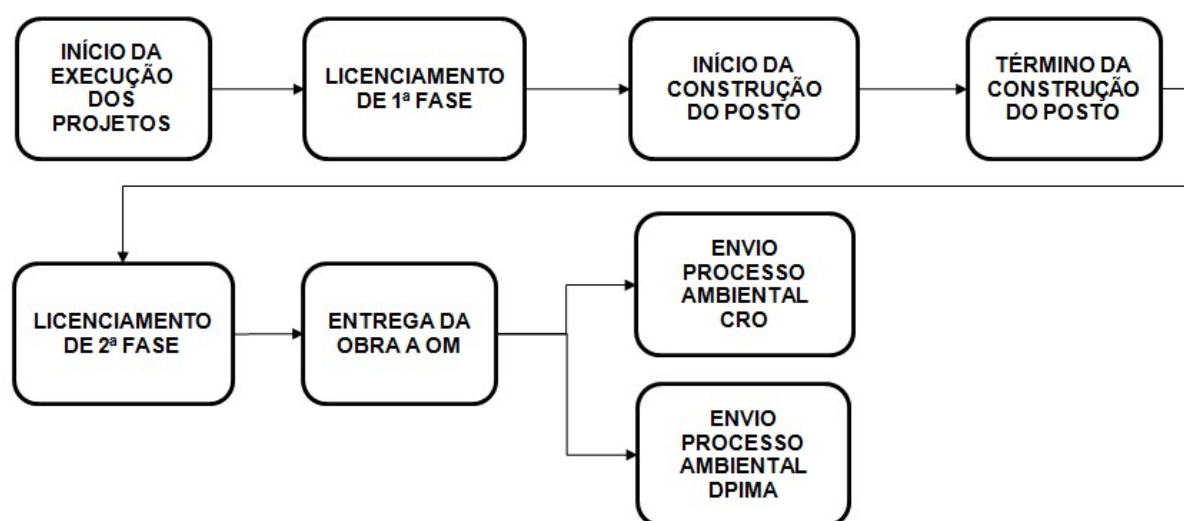 INÍCIO DA
EXECUÇÃO
DOS
PROJETOS
LICENCIAMENTO
DE 1ª FASE
INÍCIO DA
CONSTRUÇÃO
DO POSTO
TÉRMINO DA
CONSTRUÇÃO
DO POSTO
LICENCIAMENTO
DE 2ª FASE
ENTREGA DA
OBRA A OM
ENVIO
PROCESSO
AMBIENTAL
CRO
ENVIO
PROCESSO
AMBIENTAL
DPIMA